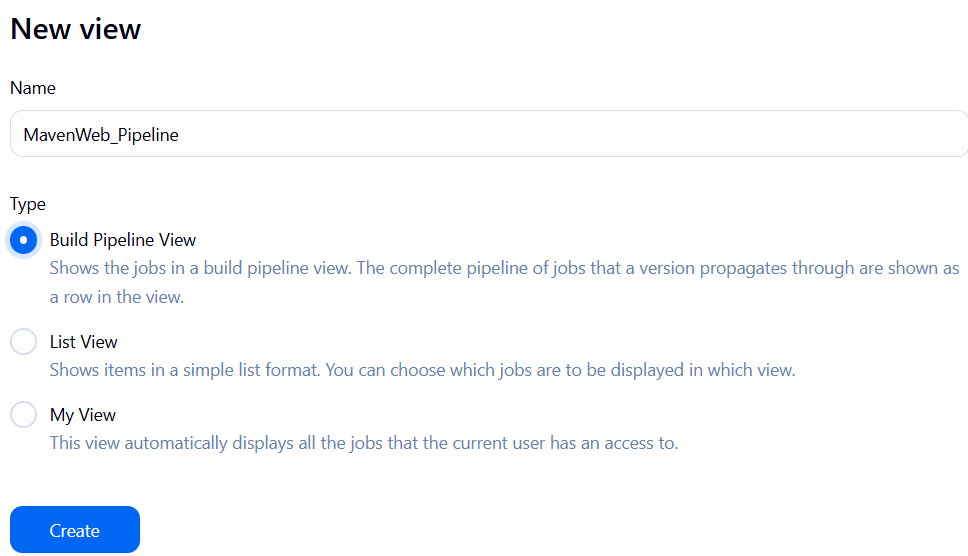 New view
Name
MavenWeb_Pipeline
Type
Build Pipeline View
Shows the jobs in a build pipeline view. The complete pipeline of jobs that a version propagates through are shown as
a row in the view.
List View
Shows items in a simple list format. You can choose which jobs are to be displayed in which view.
My View
This view automatically displays all the jobs that the current user has an access to.
Create